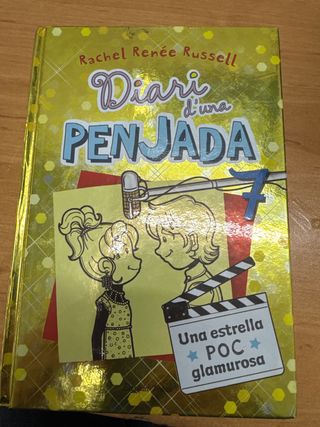 Rachel Renée Russell
Diari
d'una
PENJADA
7
Una estrella
POC
glamurosa